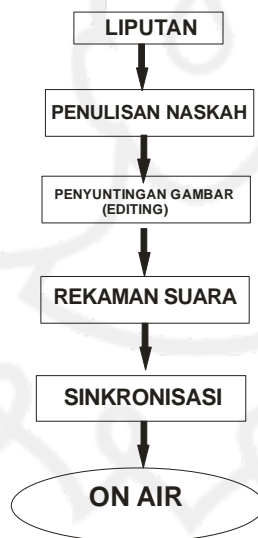 LIPUTAN
PENULISAN NASKAH
PENYUNTINGAN GAMBAR
(EDITING)
REKAMAN SUARA
SINKRONISASI
ON AIR